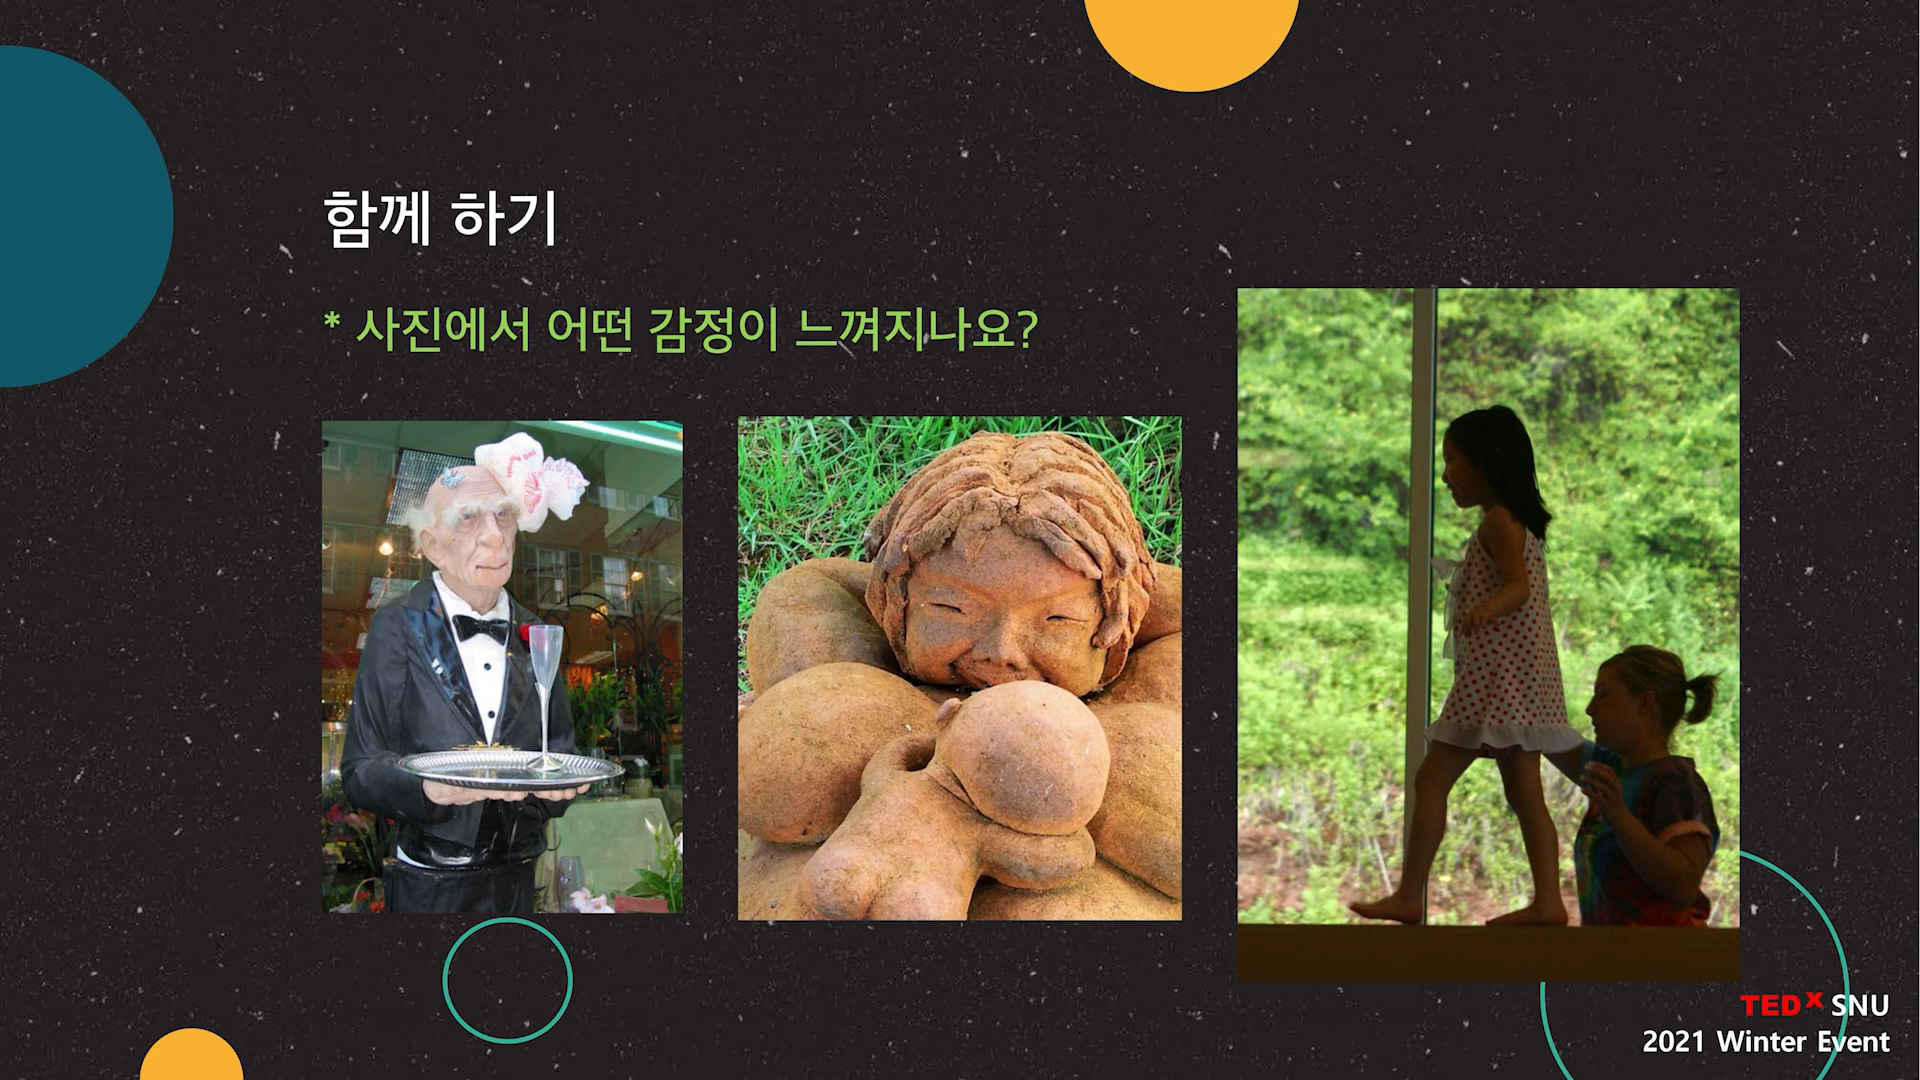 함께 하기
* 사진에서 어떤 감정이 느껴지나요?
TEDx SNU
2021 Winter Event